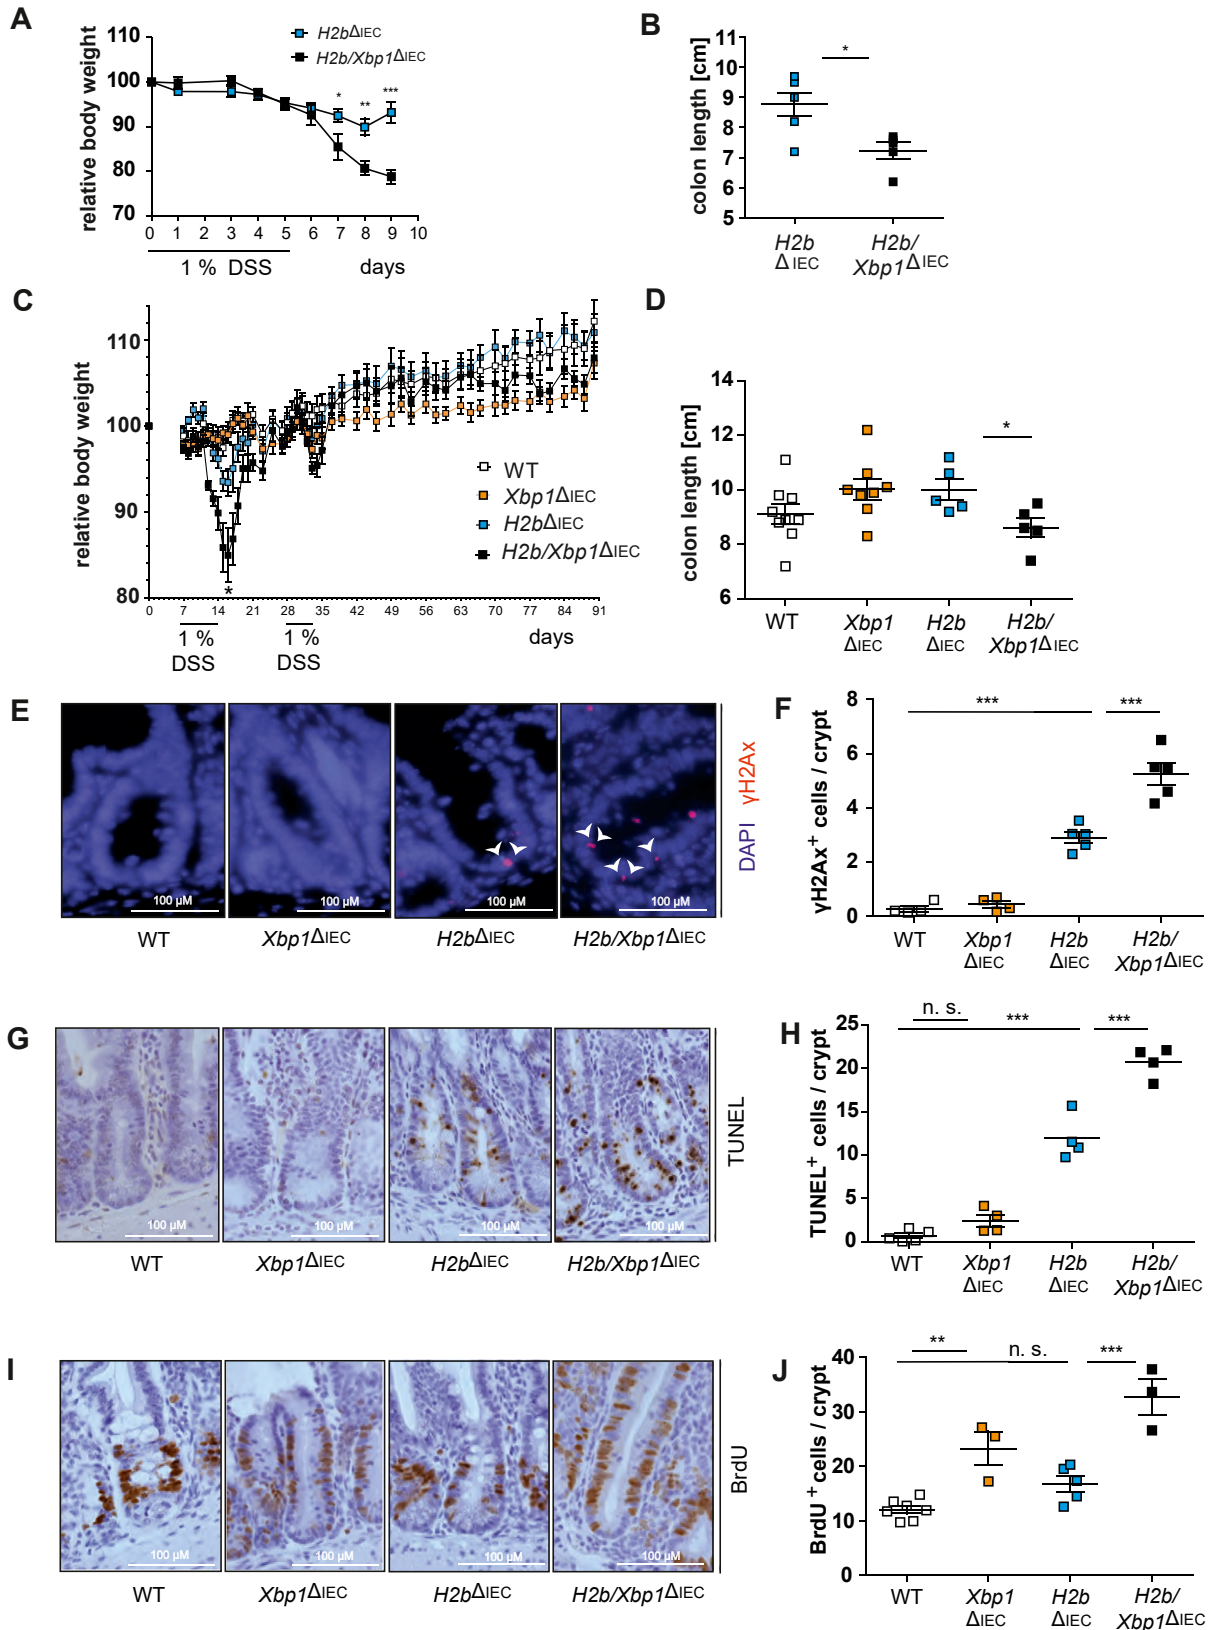 A
relative body weight
110
100
90
80
70
0 1 2 3 4 5 6 7 8 9 10
1 % DSS
days
H2bΔIEC
H2b/Xbp1ΔIEC
* ** ***
B
colon length [cm]
11
10
9
8
7
6
5
*
H2b H2b/
ΔIEC Xbp1ΔIEC
C
relative body weight
110
100
90
80
0 7 14 21 28 35 42 49 56 63 70 77 84 91
1 % 1 %
DSS DSS
days
WT
Xbp1ΔIEC
H2bΔIEC
H2b/Xbp1ΔIEC
*
D
colon length [cm]
14
12
10
8
6
*
WT Xbp1 H2b H2b/
ΔIEC ΔIEC Xbp1ΔIEC
E
100 µM 100 µM 100 µM 100 µM
WT Xbp1ΔIEC H2bΔIEC H2b/Xbp1ΔIEC
DAPI γH2Ax
F
γH2Ax+ cells / crypt
8
6
4
2
0
*** ***
WT Xbp1 H2b H2b/
ΔIEC ΔIEC Xbp1ΔIEC
G
100 µM 100 µM 100 µM 100 µM
WT Xbp1ΔIEC H2bΔIEC H2b/Xbp1ΔIEC
TUNEL
H
TUNEL+ cells / crypt
25
20
15
10
5
0
n. s. *** ***
WT Xbp1 H2b H2b/
ΔIEC ΔIEC Xbp1ΔIEC
I
100 µM 100 µM 100 µM 100 µM
WT Xbp1ΔIEC H2bΔIEC H2b/Xbp1ΔIEC
BrdU
J
BrdU+ cells / crypt
40
30
20
10
0
** n. s. ***
WT Xbp1 H2b H2b/
ΔIEC ΔIEC Xbp1ΔIEC